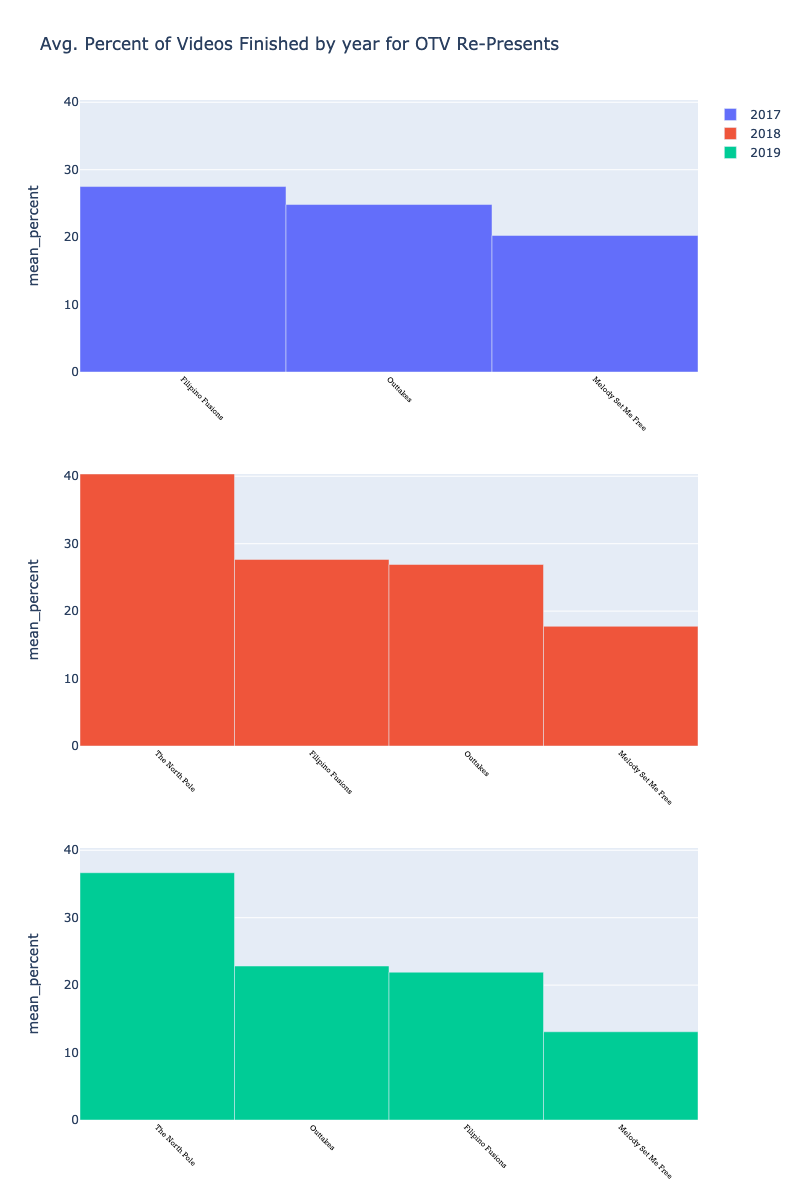 Avg. Percent of Videos Finished by year for OTV Re-Presents
2017
2018
2019
mean_percent
40
30
20
10
0
Filipino Fusions
Outtakes
Melody Set Me Free
mean_percent
40
30
20
10
0
The North Pole
Filipino Fusions
Outtakes
Melody Set Me Free
mean_percent
40
30
20
10
0
The North Pole
Outtakes
Filipino Fusions
Melody Set Me Free